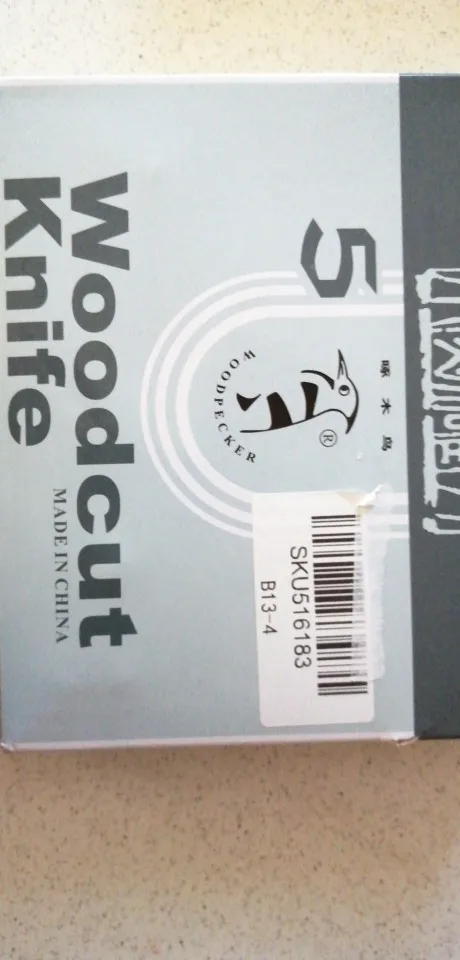 啄木鸟
5
®
WOODPECKER
SKU516183
B13-4
Woodcut
Knife
MADE IN CHINA